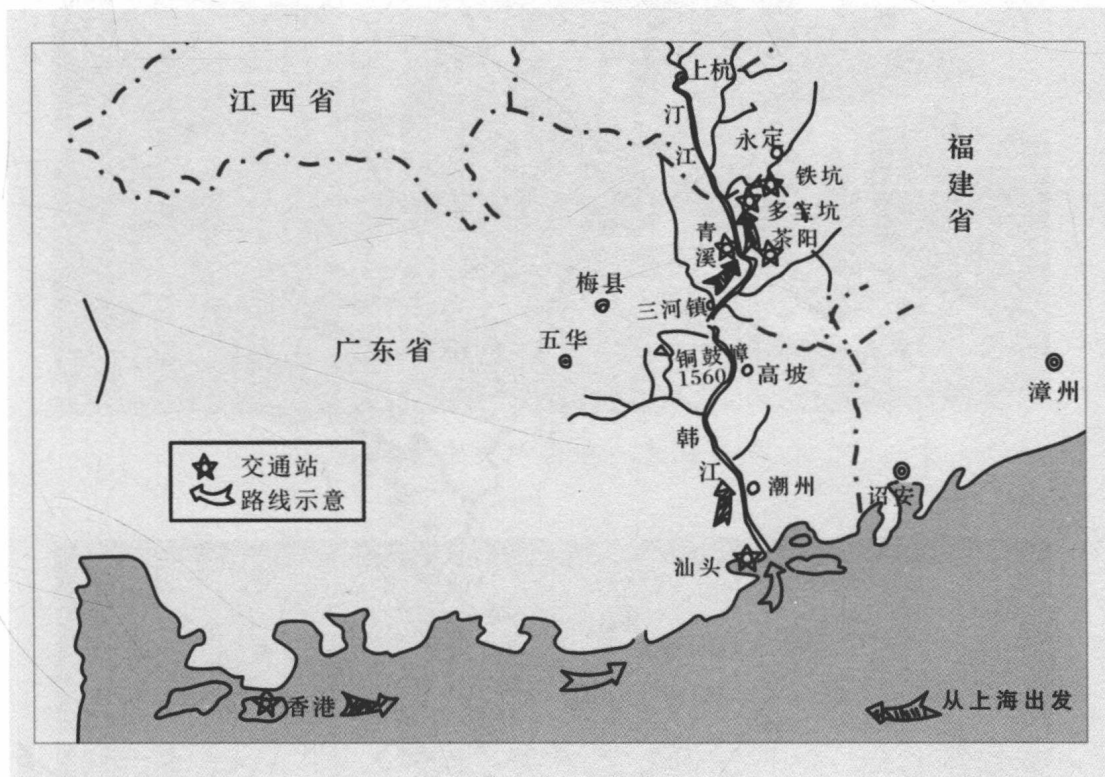 上杭
江西省
汀江
永定
福建省
铁坑
多宝坑
青溪
茶阳
梅县
三河镇
五华
广东省
铜鼓嶂
1560
高坡
漳州
韩江
交通站
路线示意
潮州
诏安
汕头
香港
从上海出发